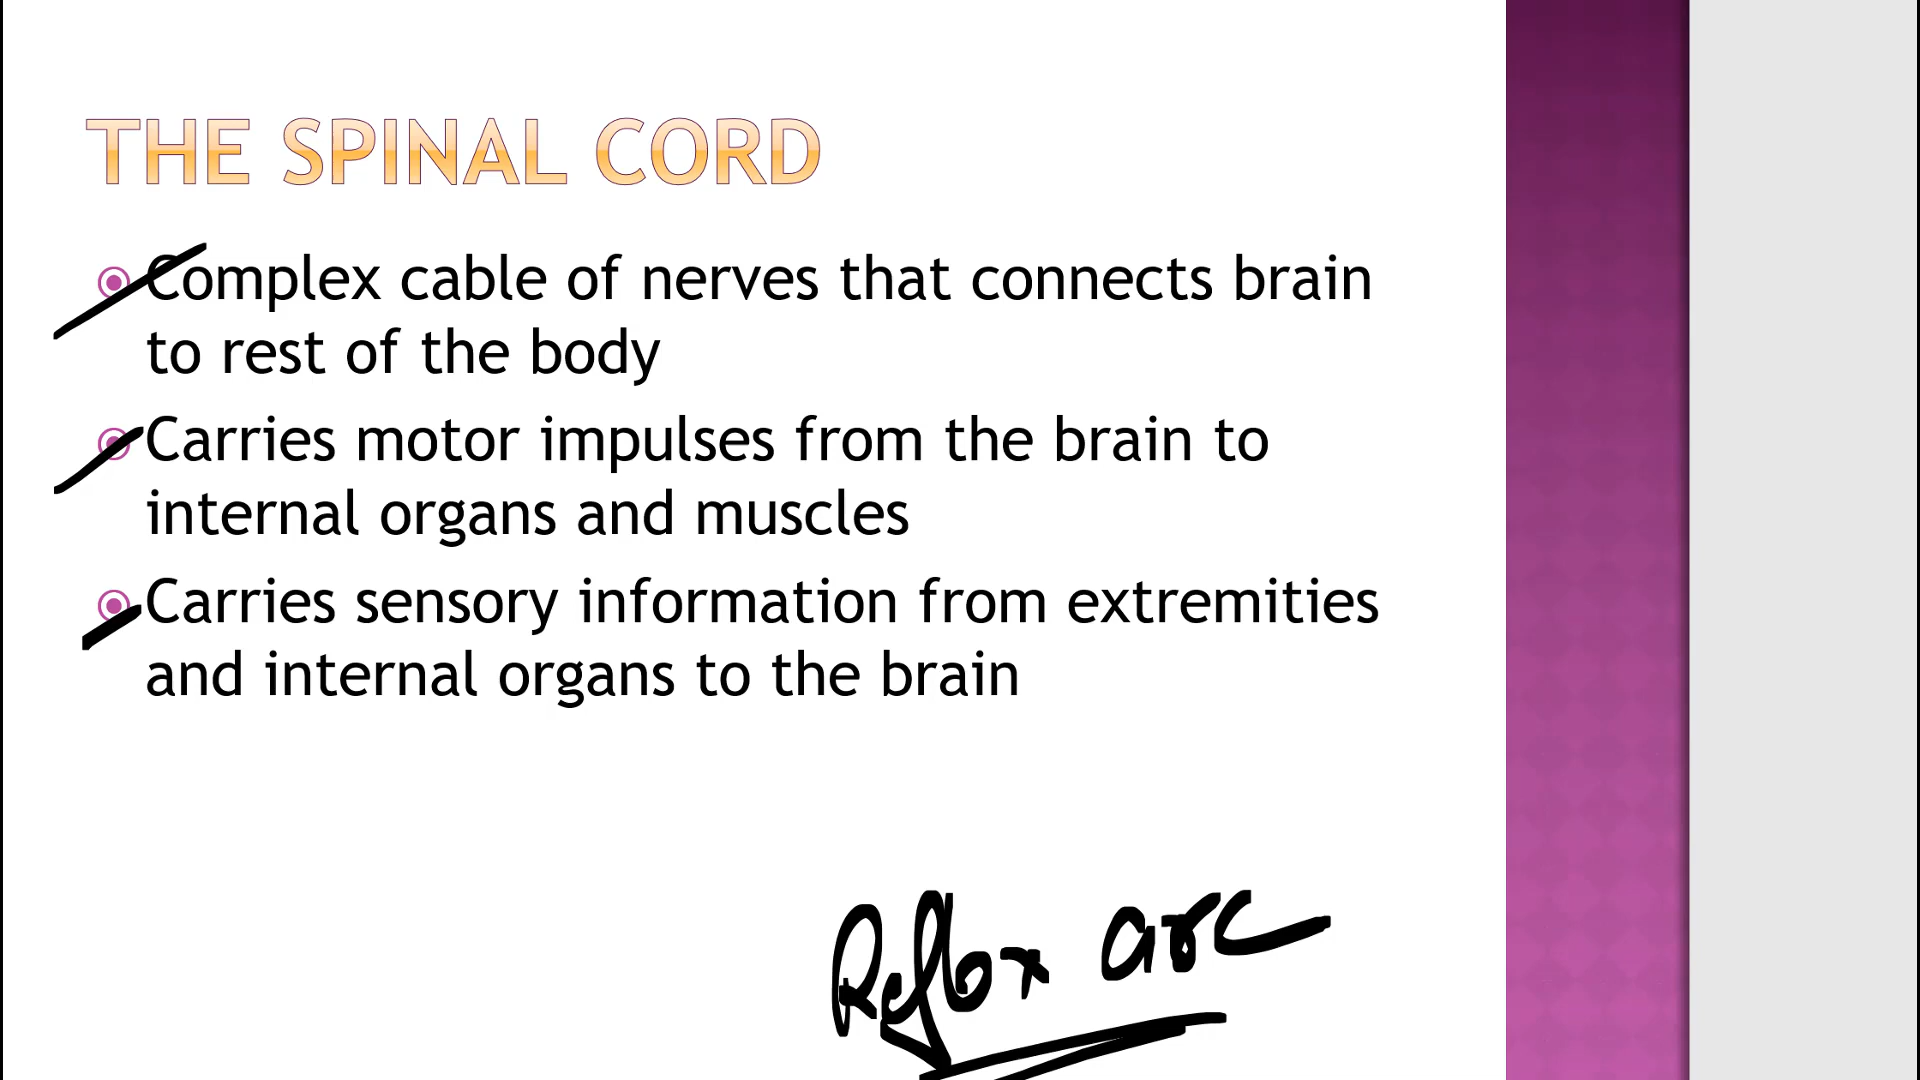 THE SPINAL CORD
Complex cable of nerves that connects brain
to rest of the body
Carries motor impulses from the brain to
internal organs and muscles
Carries sensory information from extremities
and internal organs to the brain
Reflex arc